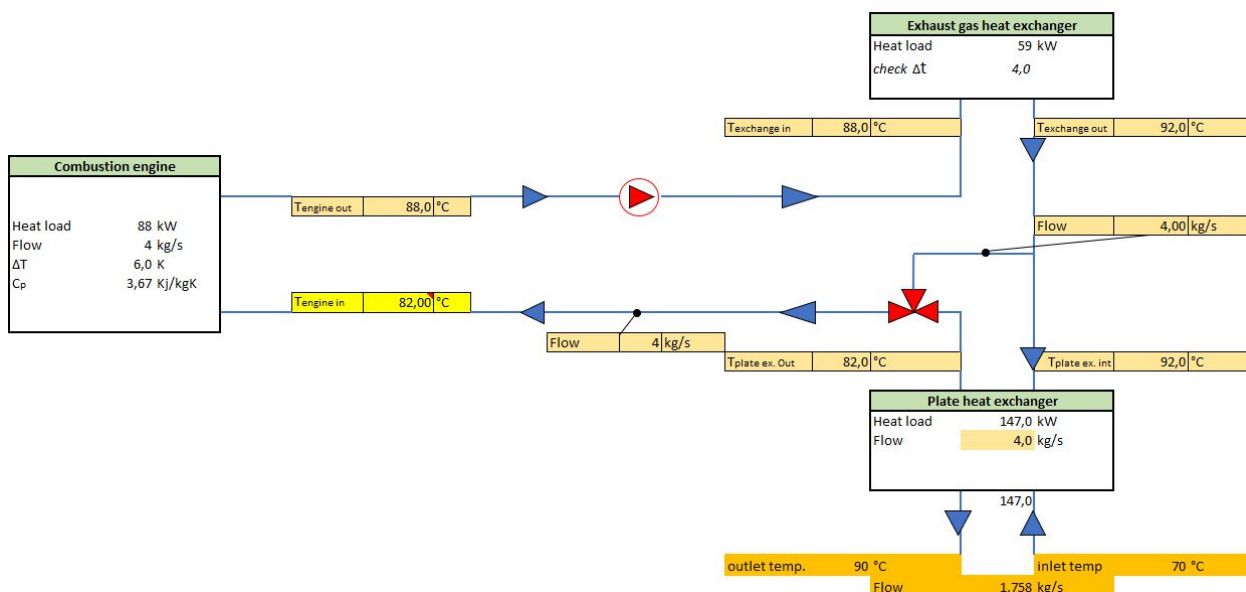 Exhaust gas heat exchanger
Heat load 59 kW
check Δt 4,0
Texchange in 88,0 °C
Texchange out 92,0 °C
Combustion engine
Heat load 88 kW
Flow 4 kg/s
ΔT 6,0 K
Cp 3,67 Kj/kgK
Tengine out 88,0 °C
Flow 4,00 kg/s
Tengine in 82,00 °C
Flow 4 kg/s
Tplate ex. Out 82,0 °C
Tplate ex. int 92,0 °C
Plate heat exchanger
Heat load 147,0 kW
Flow 4,0 kg/s
147,0
outlet temp. 90 °C
inlet temp 70 °C
Flow 1,758 kg/s